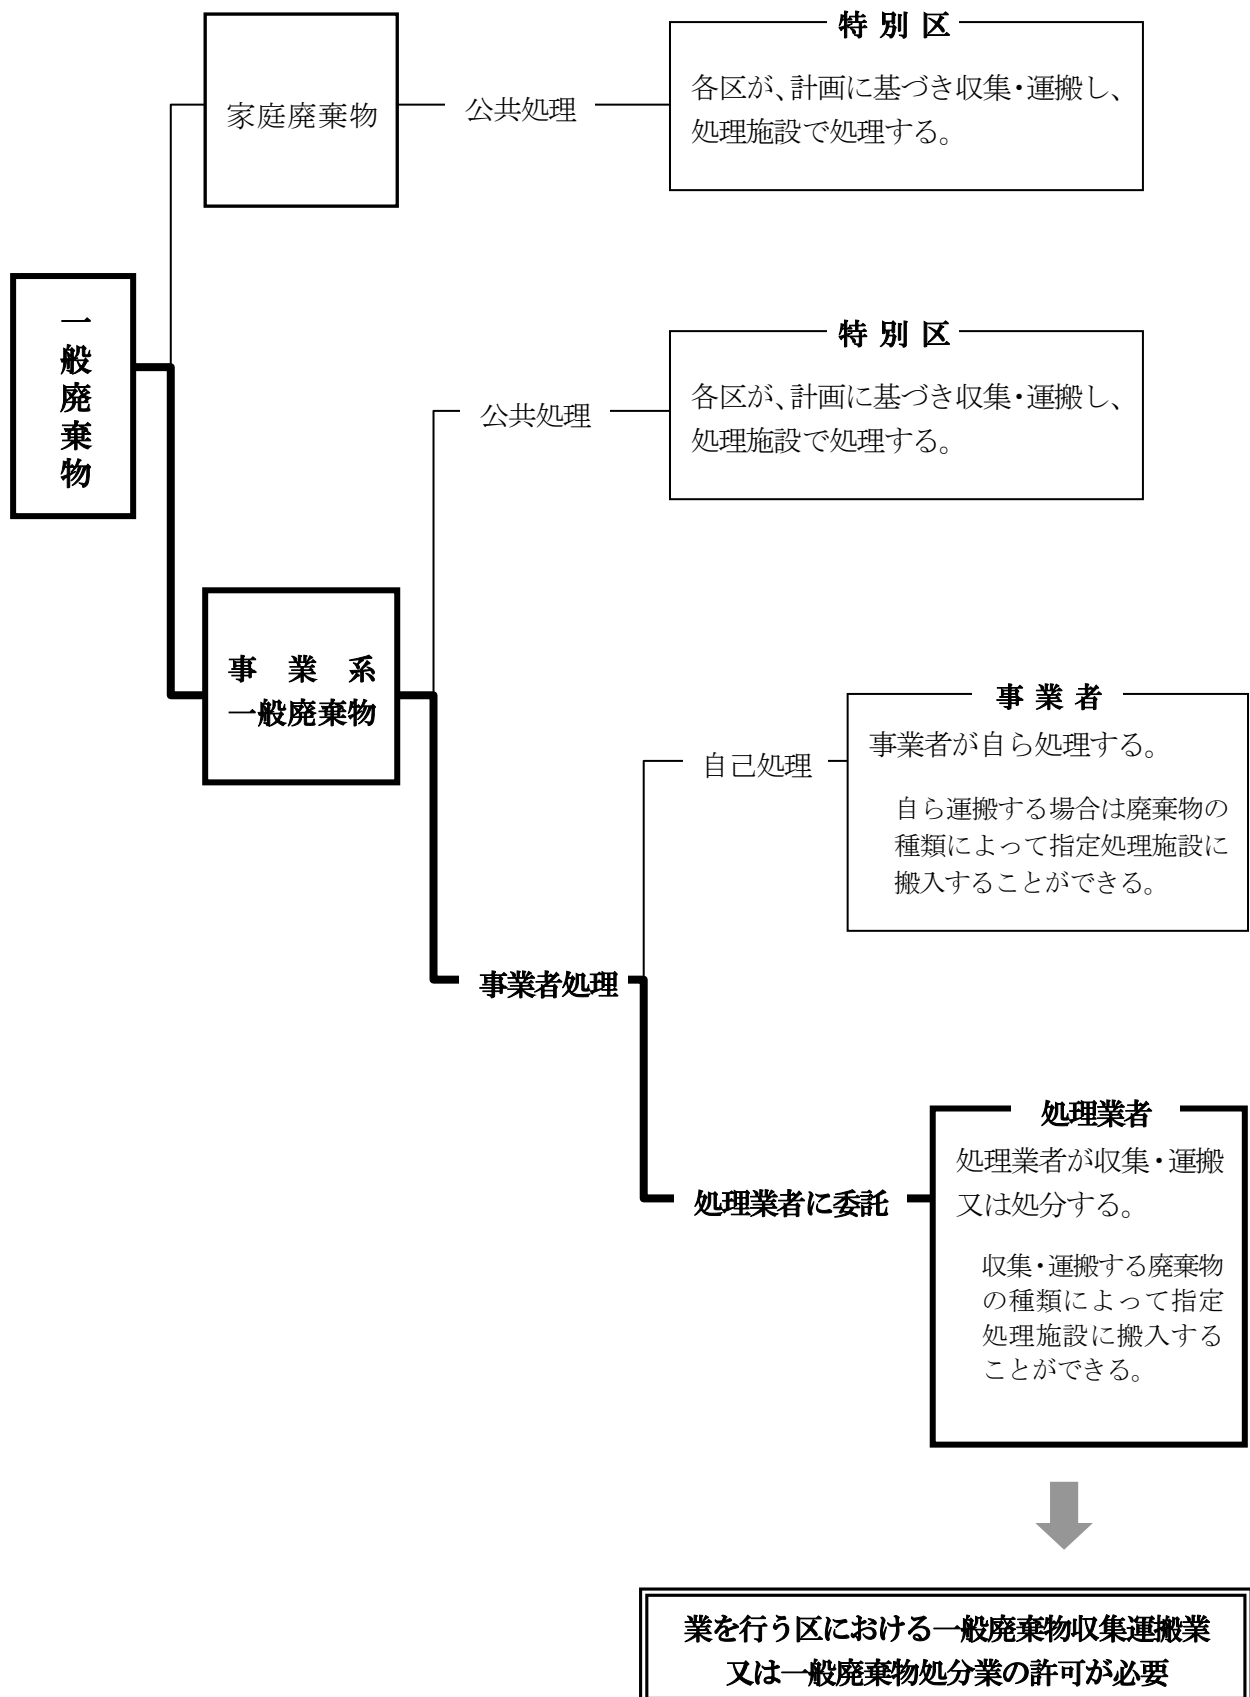 特別区
家庭廃棄物
公共処理
各区が、計画に基づき収集・運搬し、
処理施設で処理する。
一般廃棄物
特別区
公共処理
各区が、計画に基づき収集・運搬し、
処理施設で処理する。
事業系
一般廃棄物
事業者
自己処理
事業者が自ら処理する。
自ら運搬する場合は廃棄物の
種類によって指定処理施設に
搬入することができる。
事業者処理
処理業者
処理業者に委託
処理業者が収集・運搬
又は処分する。
収集・運搬する廃棄物
の種類によって指定
処理施設に搬入する
ことができる。
業を行う区における一般廃棄物収集運搬業
又は一般廃棄物処分業の許可が必要